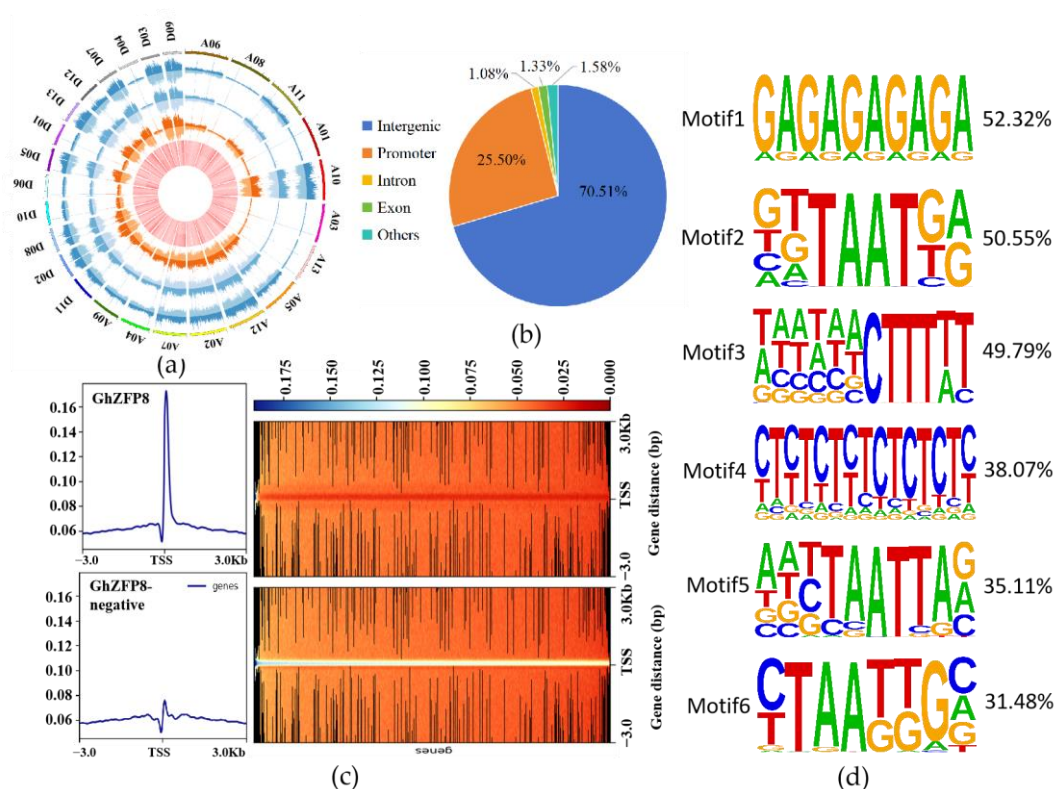 D09
A06
A08
A11
A01
A10
A03
A13
A05
A12
A02
A07
A04
A09
D11
D02
D08
D10
D06
D05
D01
D13
D12
D07
D04
D03
(a)
1.08%
1.33%
1.58%
25.50%
70.51%
Intergenic
Promoter
Intron
Exon
Others
(b)
GhZFP8
0.16
0.14
0.12
0.10
0.08
0.06
−3.0
TSS
3.0Kb
GhZFP8-
negative
genes
0.16
0.14
0.12
0.10
0.08
0.06
−3.0
TSS
3.0Kb
0.175
0.150
0.125
0.100
0.075
0.050
0.025
0.000
3.0Kb
TSS
−3.0
Gene distance (bp)
3.0Kb
TSS
−3.0
Gene distance (bp)
genes
(c)
Motif1
GAGAGAGAGA
52.32%
Motif2
GTTAATGA
50.55%
Motif3
TAATAACTTTTT
49.79%
Motif4
CTCTCTCTCTCTC
38.07%
Motif5
AATTAATTAG
35.11%
Motif6
CTAATTGC
31.48%
(d)